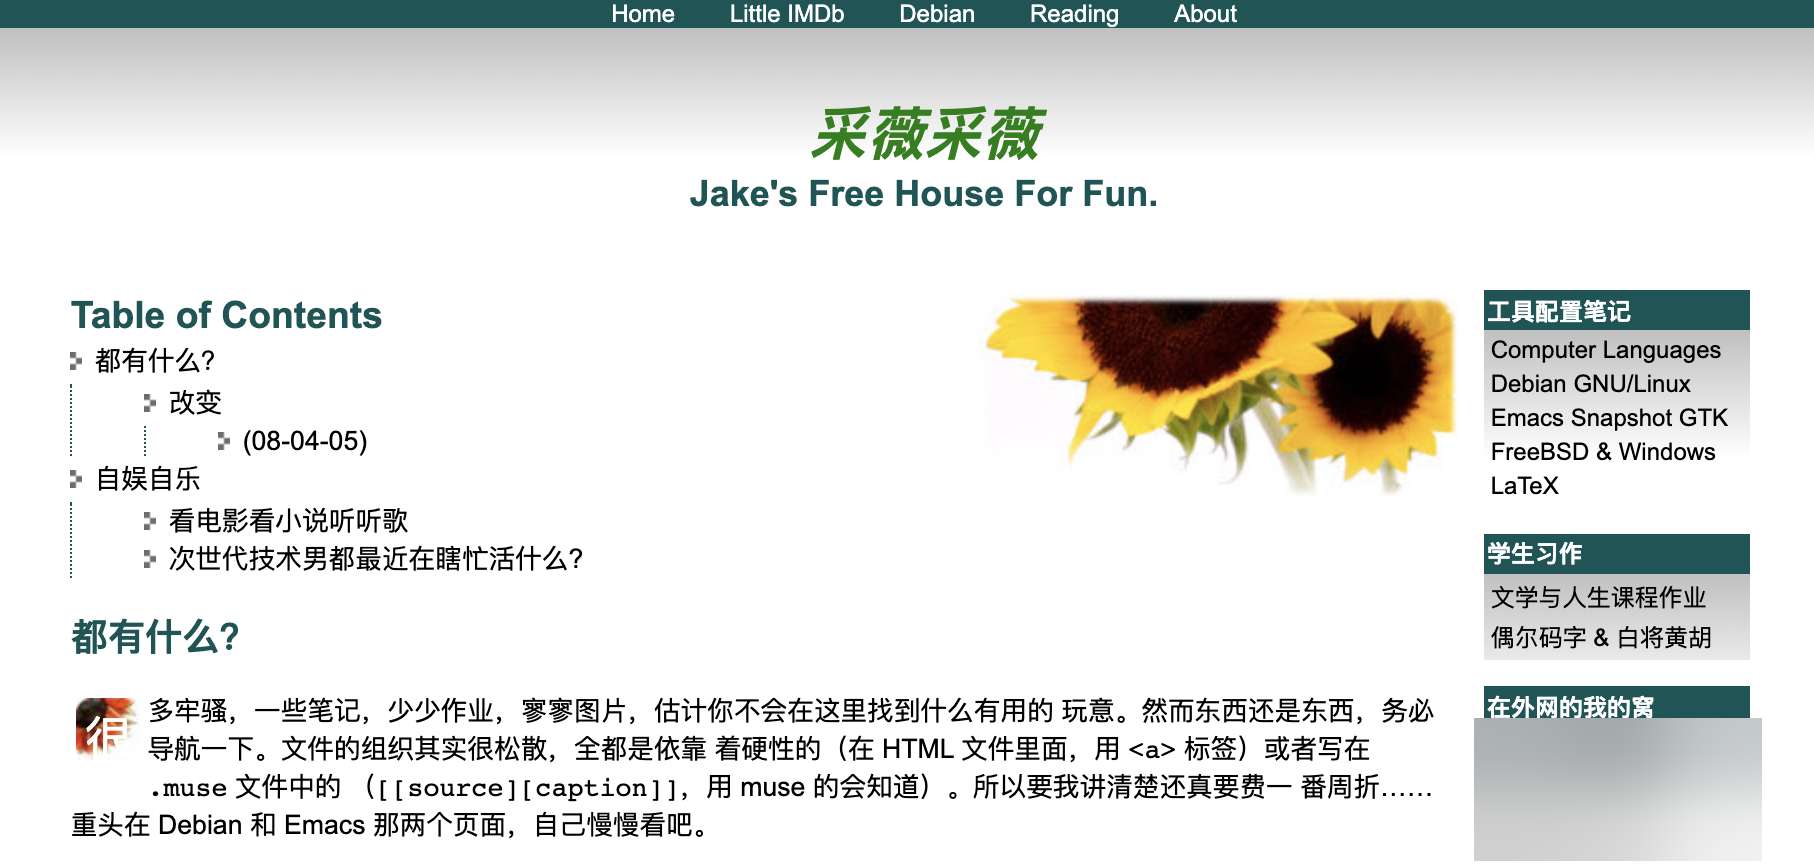 Home Little IMDb Debian Reading About
采薇采薇
Jake's Free House For Fun.
Table of Contents
都有什么?
改变
(08-04-05)
自娱自乐
看电影看小说听听歌
次世代技术男都最近在瞎忙活什么?
都有什么?
很多牢骚，一些笔记，少少作业，寥寥图片，估计你不会在这里找到什么有用的 玩意。然而东西还是东西，务必
导航一下。文件的组织其实很松散，全都是依靠 着硬性的（在 HTML 文件里面，用 <a> 标签）或者写在
.muse 文件中的 （[[source][caption]]，用 muse 的会知道）。所以要我讲清楚还真要费一 番周折……
重头在 Debian 和 Emacs 那两个页面，自己慢慢看吧。
工具配置笔记
Computer Languages
Debian GNU/Linux
Emacs Snapshot GTK
FreeBSD & Windows
LaTeX
学生习作
文学与人生课程作业
偶尔码字 & 白将黄胡
在外网的我的窝